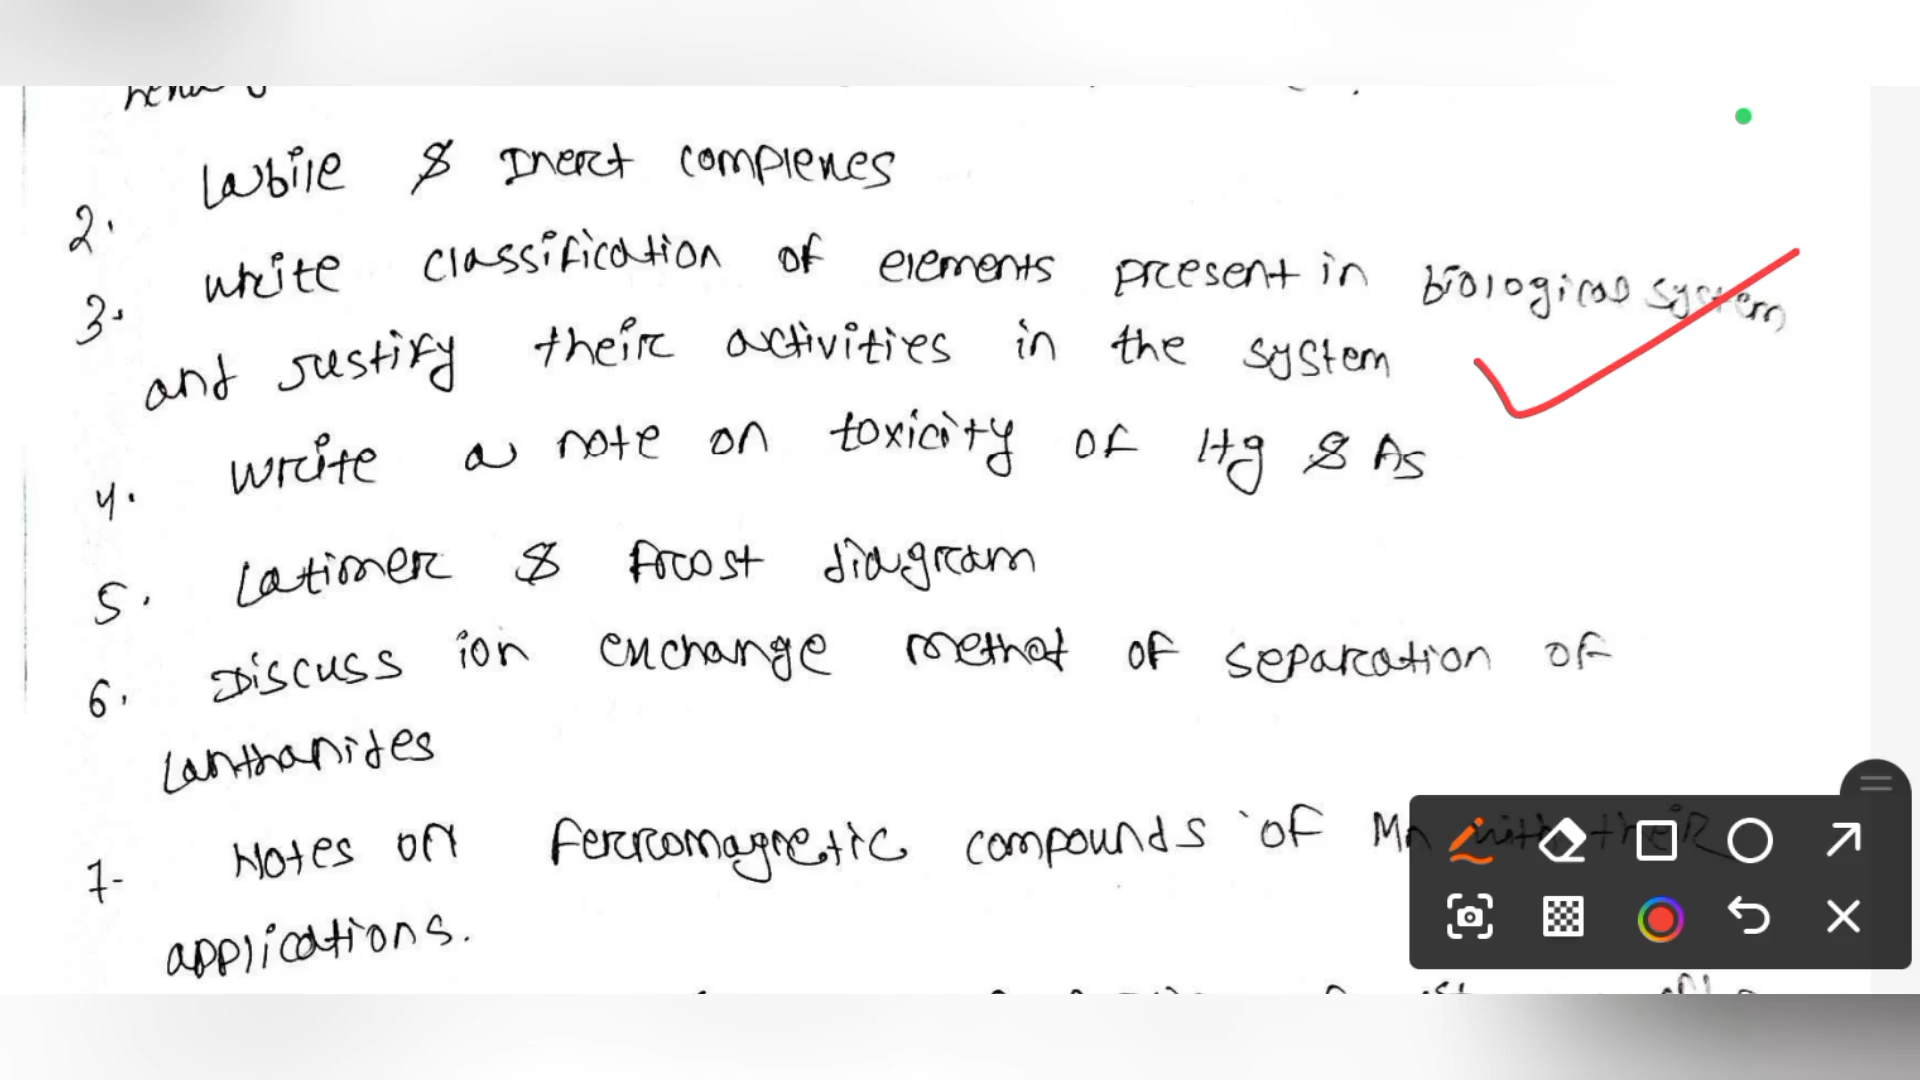 2. Labile & Inert complexes
3. Write classification of elements present in biological system
and Justify their activities in the system
4. Write a note on toxicity of Hg & As
5. Latimer & Frost diagram
6. Discuss ion exchange method of separation of
Lanthanides
7- Notes on ferromagnetic compounds of Mn with their
applications.